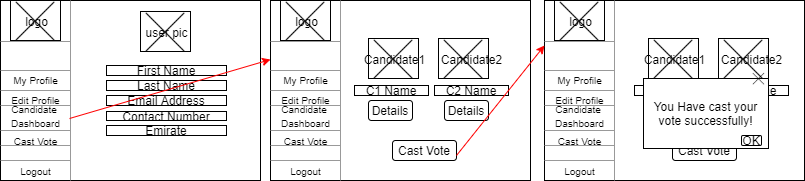 logo
user pic
My Profile
Edit Profile
Candidate
Dashboard
Cast Vote
Logout
First Name
Last Name
Email Address
Contact Number
Emirate
logo
My Profile
Edit Profile
Candidate
Dashboard
Cast Vote
Logout
Candidate1
Candidate2
C1 Name
C2 Name
Details
Details
Cast Vote
logo
My Profile
Edit Profile
Candidate
Dashboard
Cast Vote
Logout
Candidate1
Candidate2
You Have cast your
vote successfully!
OK
Cast Vote